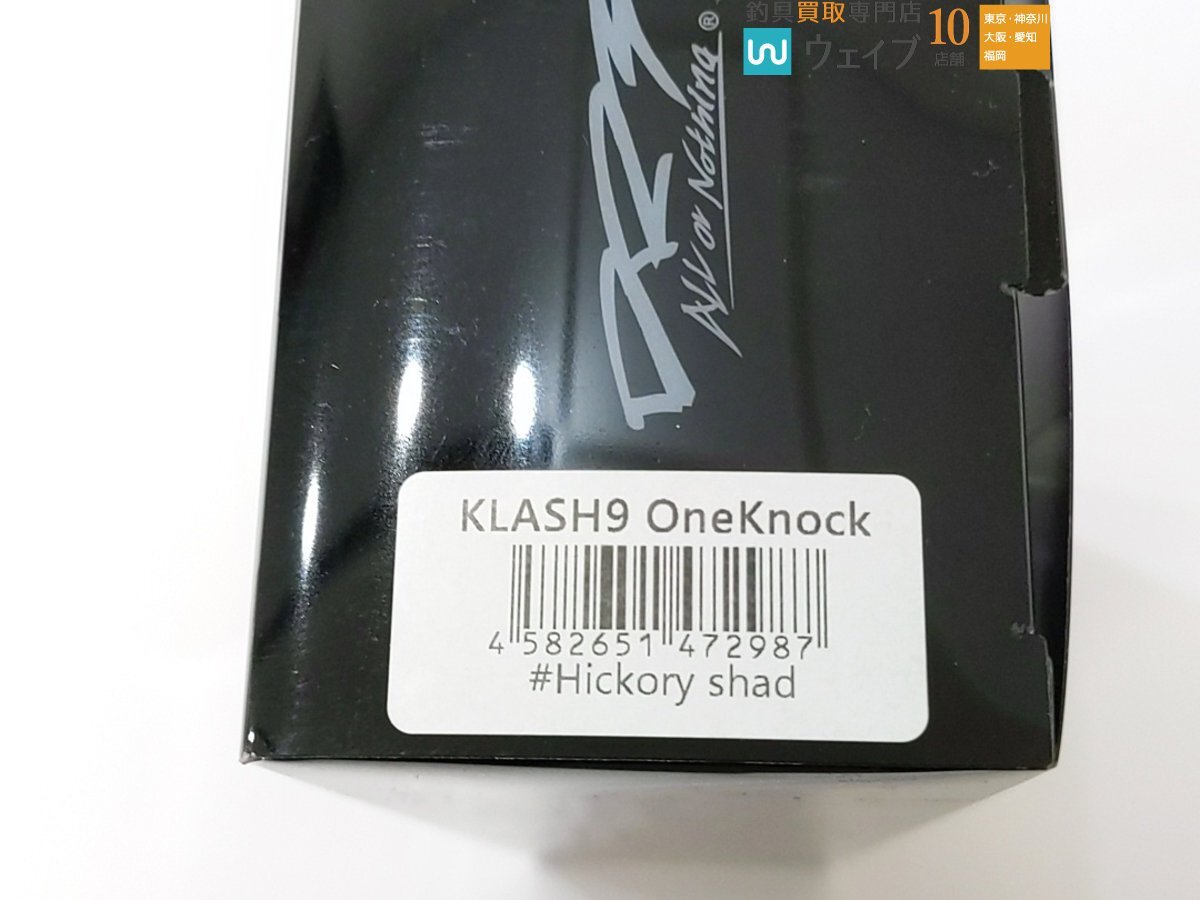 釣具買取専門店
ウェイブ
10
店舗
東京・神奈川
大阪・愛知
福岡
®
All or Nothing
KLASH9 OneKnock
4 582651 472987
#Hickory shad